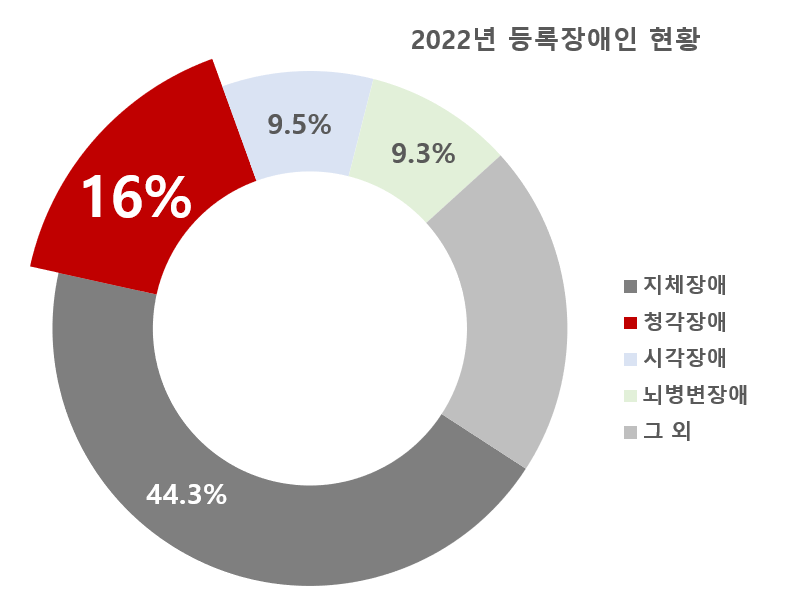 2022년 등록장애인 현황
9.5%
9.3%
16%
44.3%
지체장애
청각장애
시각장애
뇌병변장애
그 외